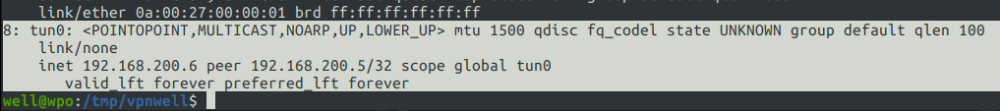 link/ether 0a:00:27:00:00:01 brd ff:ff:ff:ff:ff:ff
8: tun0: <POINTOPOINT,MULTICAST,NOARP,UP,LOWER_UP> mtu 1500 qdisc fq_codel state UNKNOWN group default qlen 100
link/none
inet 192.168.200.6 peer 192.168.200.5/32 scope global tun0
valid_lft forever preferred_lft forever
well@wpo:/tmp/vpnwell$